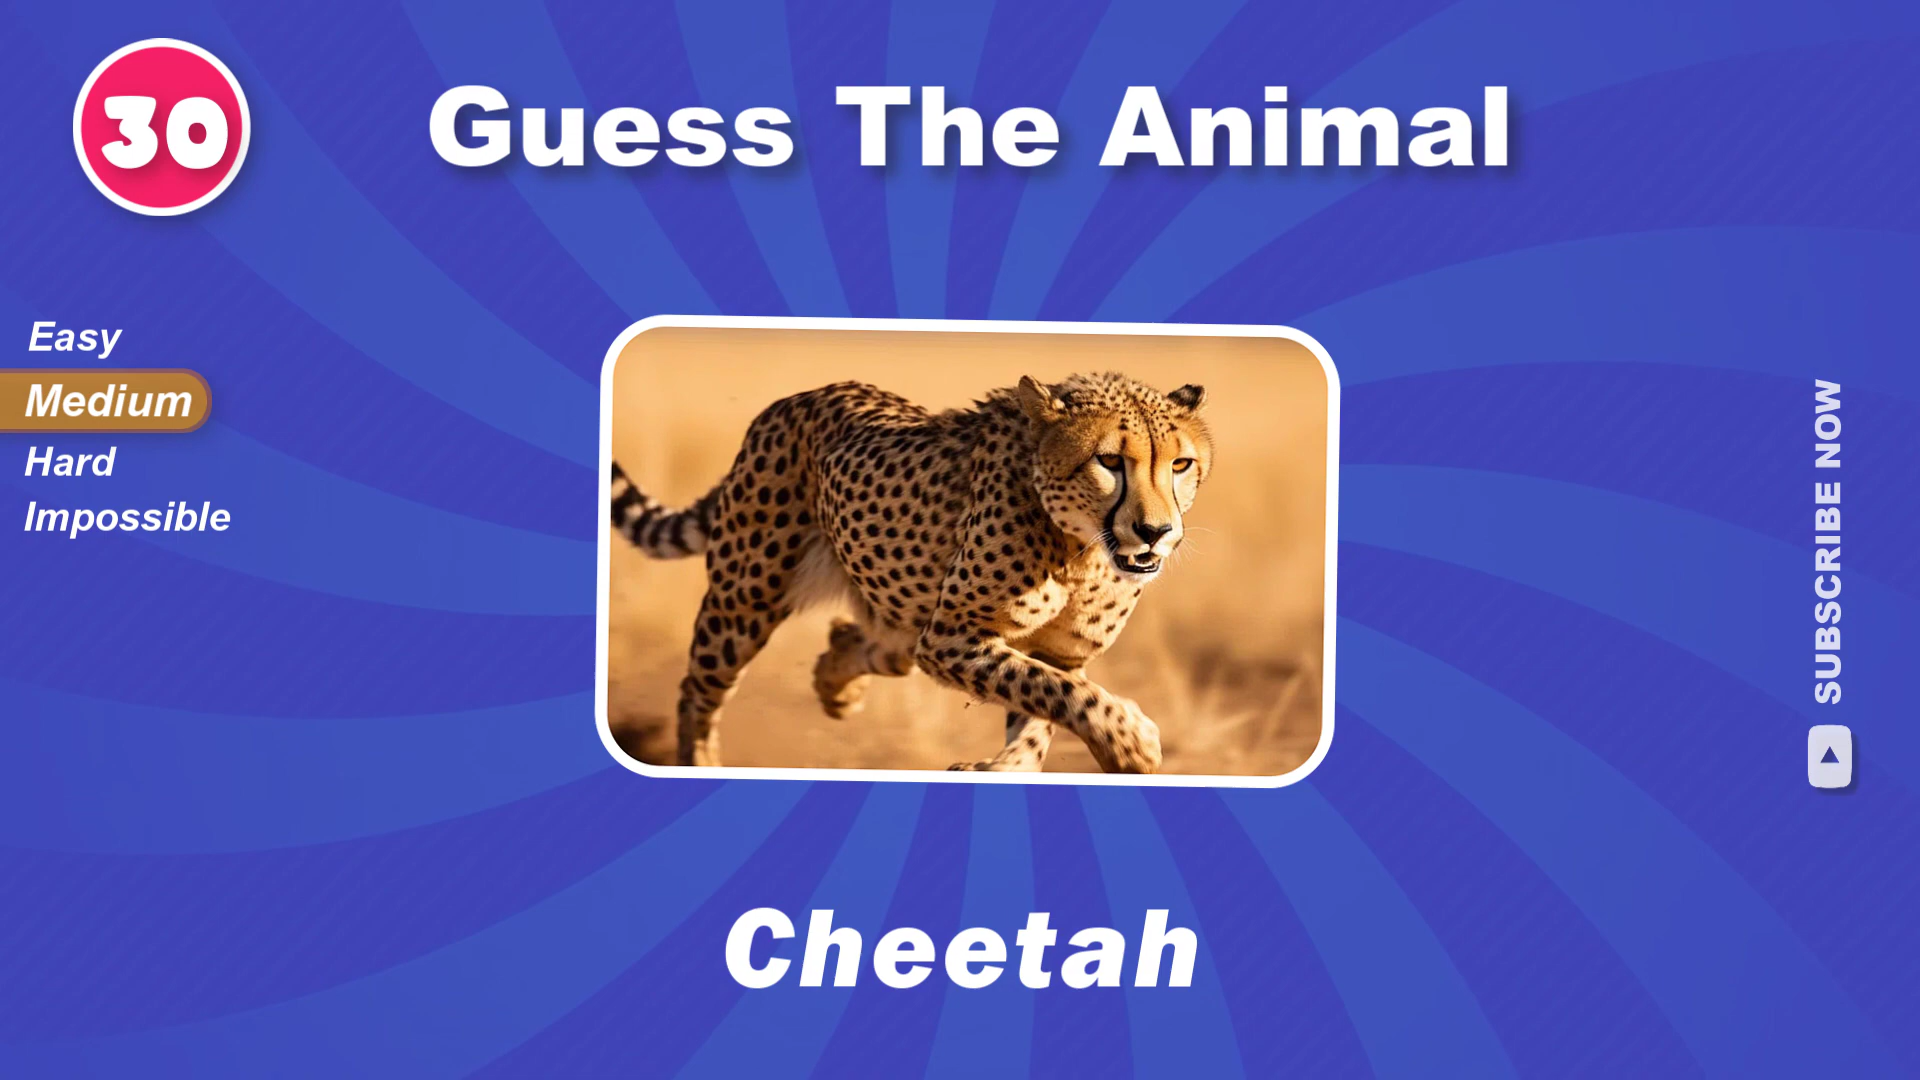 30
Guess The Animal
Easy
Medium
Hard
Impossible
SUBSCRIBE NOW
Cheetah